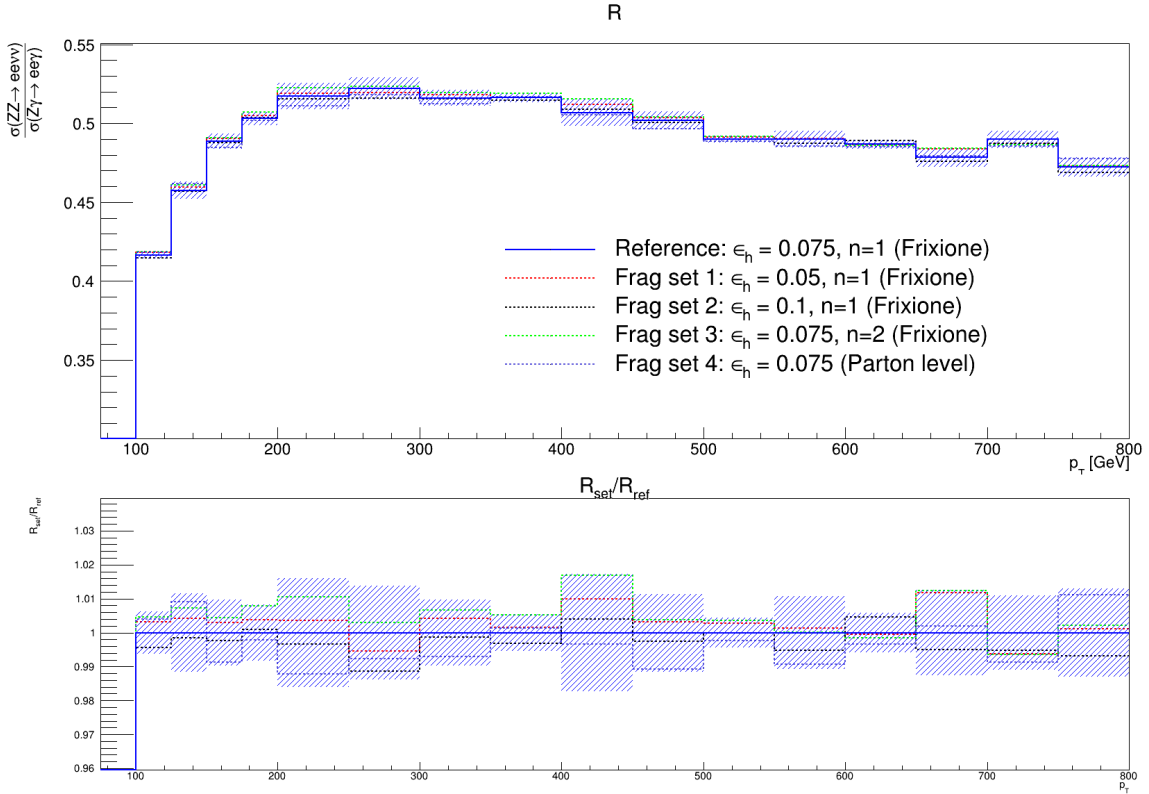 R
σ(ZZ→ eeνν)
σ(Zγ→ eeγ)
0.55
0.5
0.45
0.4
0.35
Reference: ϵh = 0.075, n=1 (Frixione)
Frag set 1: ϵh = 0.05, n=1 (Frixione)
Frag set 2: ϵh = 0.1, n=1 (Frixione)
Frag set 3: ϵh = 0.075, n=2 (Frixione)
Frag set 4: ϵh = 0.075 (Parton level)
100 200 300 400 500 600 700 800
pT [GeV]
Rset/Rref
Rset/Rref
1.03
1.02
1.01
1
0.99
0.98
0.97
0.96
100 200 300 400 500 600 700 800
pT